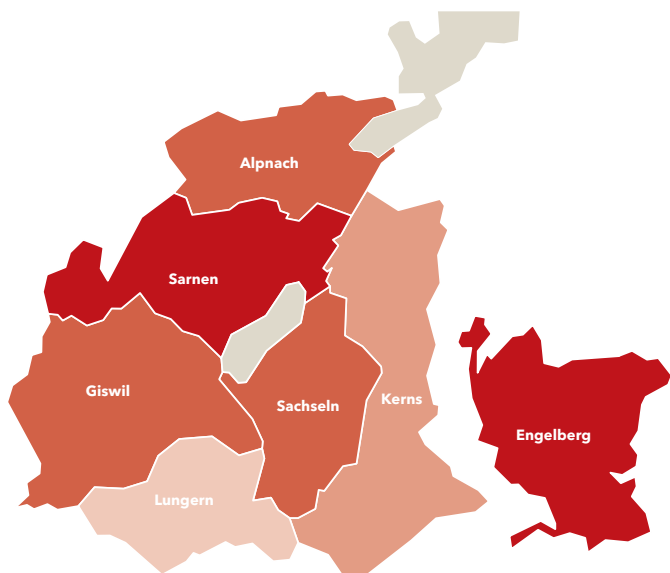 Alpnach
Sarnen
Giswil
Sachseln
Kerns
Engelberg
Lungern